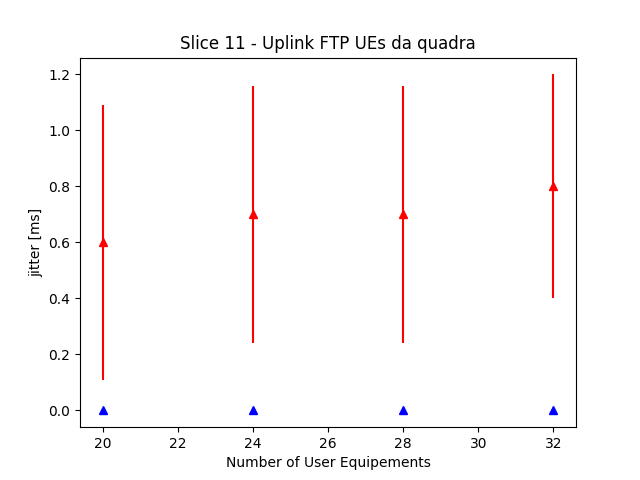 Slice 11 - Uplink FTP UEs da quadra
1.2
1.0
0.8
0.6
0.4
0.2
0.0
jitter [ms]
20 22 24 26 28 30 32
Number of User Equipements